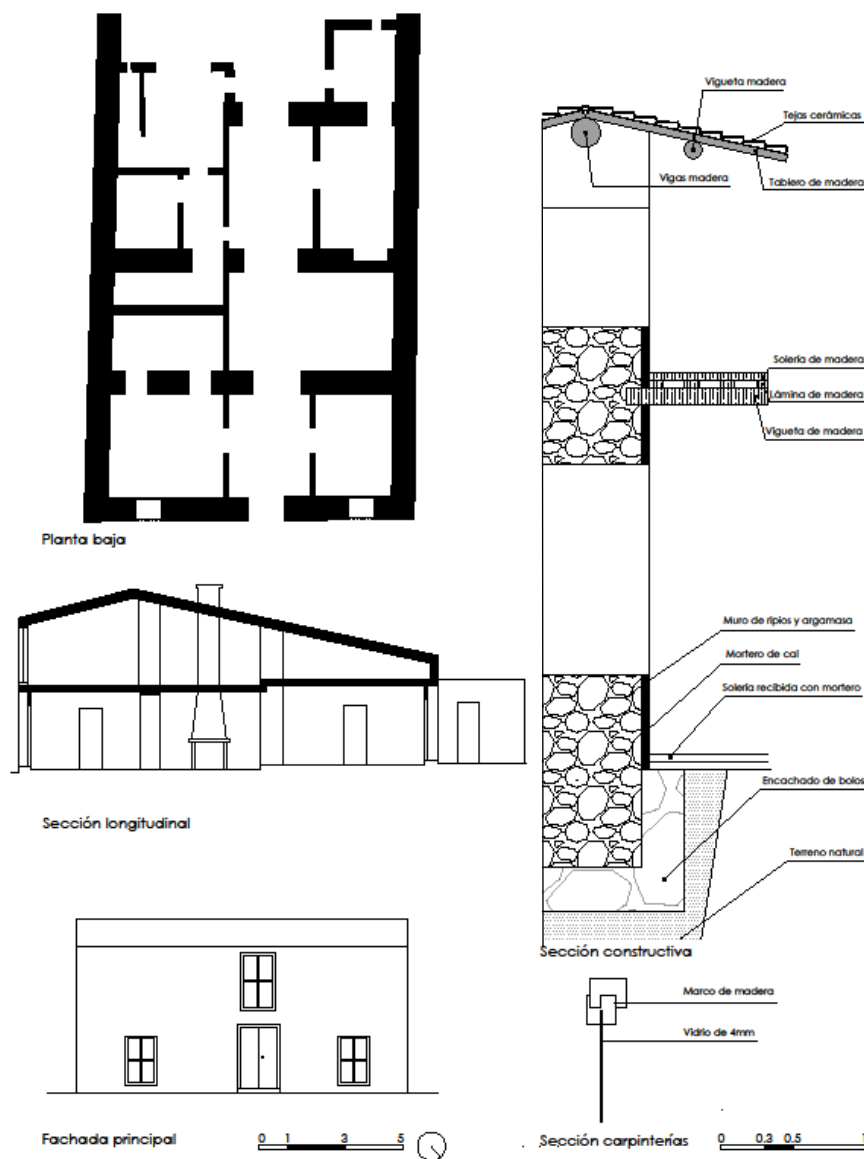 Planta baja
Sección longitudinal
Fachada principal
0 1 3 5
Vigueta madera
Tejas cerámicas
Vigas madera
Tablero de madera
Solería de madera
Lámina de madera
Vigueta de madera
Muro de ripios y argamasa
Mortero de cal
Solería recibida con mortero
Encachado de bolos
Terreno natural
Sección constructiva
Marco de madera
Vidrio de 4mm
Sección carpinterías
0 0.3 0.5 1